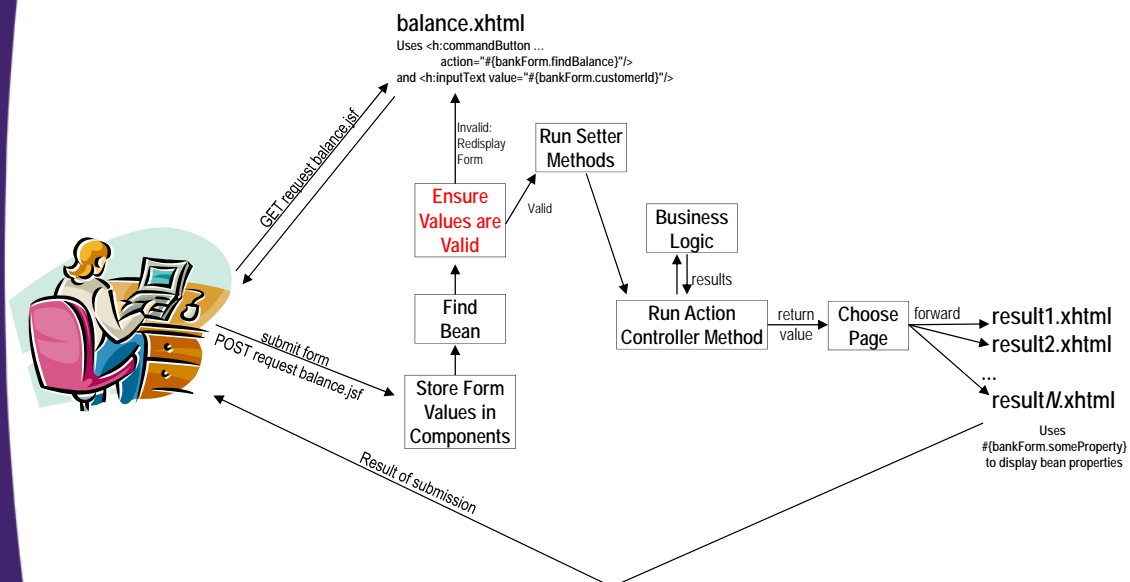 balance.xhtml
Uses <h:commandButton ...
action="#{bankForm.findBalance}"/>
and <h:inputText value="#{bankForm.customerId}"/>
GET request balance.jsf
Invalid:
Redisplay
Form
Run Setter
Methods
Ensure
Values are
Valid
Valid
Business
Logic
results
Find
Bean
Run Action
Controller Method
return
value
Choose
Page
forward
result1.xhtml
result2.xhtml
...
resultN.xhtml
Uses
#{bankForm.someProperty}
to display bean properties
submit form
POST request balance.jsf
Store Form
Values in
Components
Result of submission